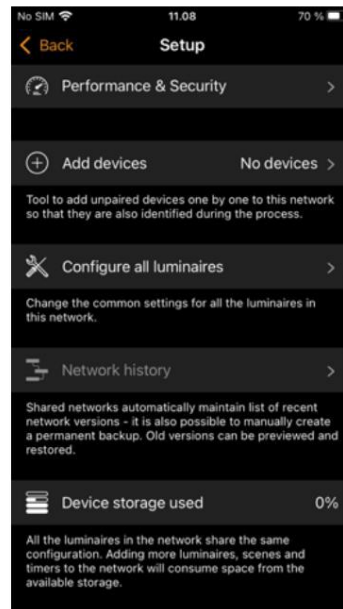 No SIM 11.08 70 %
Back Setup
Performance & Security
Add devices No devices
Tool to add unpaired devices one by one to this network
so that they are also identified during the process.
Configure all luminaires
Change the common settings for all the luminaires in
this network.
Network history
Shared networks automatically maintain list of recent
network versions - it is also possible to manually create
a permanent backup. Old versions can be previewed and
restored.
Device storage used 0%
All the luminaires in the network share the same
configuration. Adding more luminaires, scenes and
timers to the network will consume space from the
available storage.